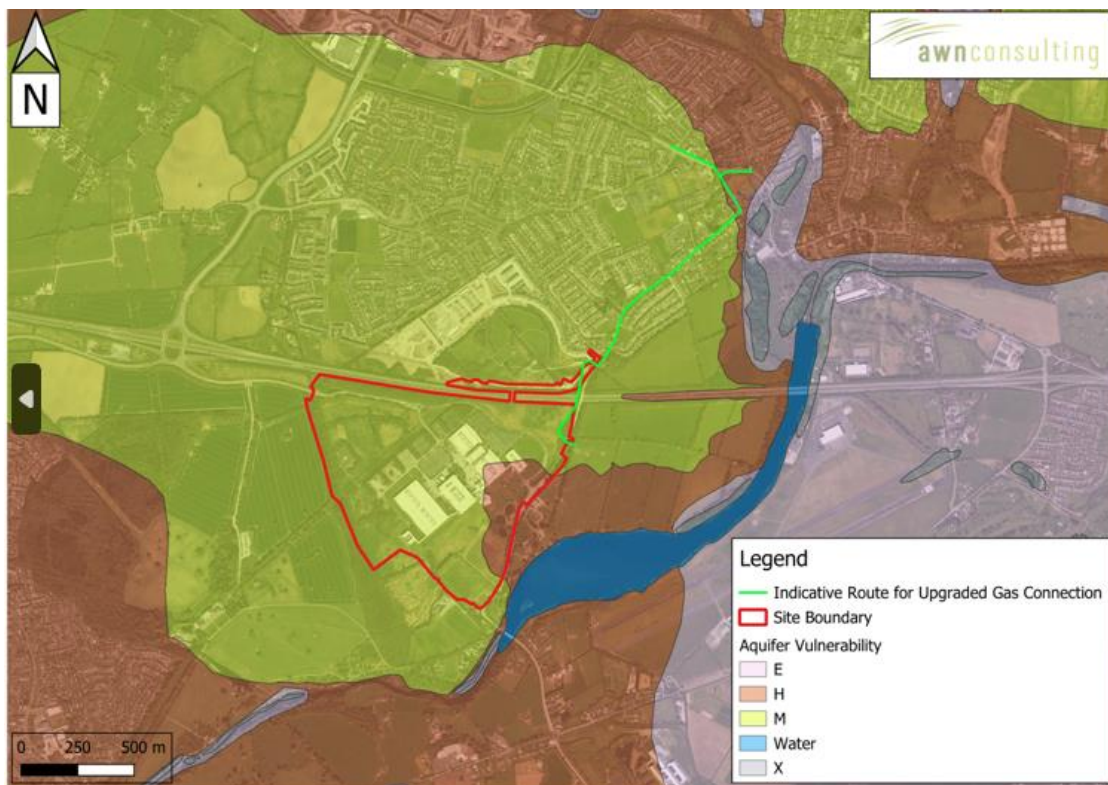 awnconsulting
N
Legend
Indicative Route for Upgraded Gas Connection
Site Boundary
Aquifer Vulnerability
E
H
M
Water
X
0 250 500 m